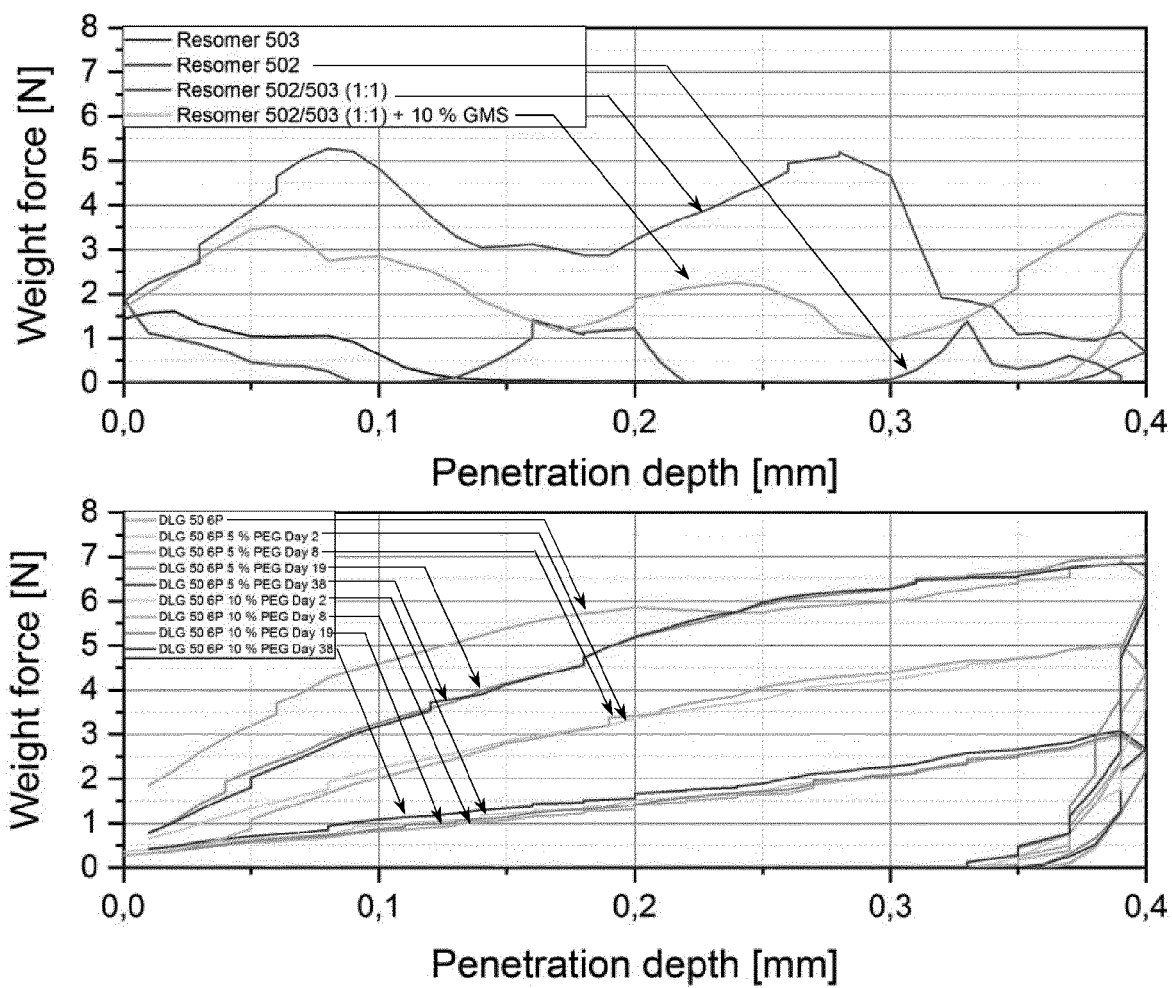 8
7
6
5
4
3
2
1
0
Weight force [N]
Resomer 503
Resomer 502
Resomer 502/503 (1:1)
Resomer 502/503 (1:1) + 10 % GMS
0,0 0,1 0,2 0,3 0,4
Penetration depth [mm]
8
7
6
5
4
3
2
1
0
Weight force [N]
DLG 50 6P
DLG 50 6P 5 % PEG Day 2
DLG 50 6P 5 % PEG Day 8
DLG 50 6P 5 % PEG Day 19
DLG 50 6P 5 % PEG Day 38
DLG 50 6P 10 % PEG Day 2
DLG 50 6P 10 % PEG Day 8
DLG 50 6P 10 % PEG Day 19
DLG 50 6P 10 % PEG Day 38
0,0 0,1 0,2 0,3 0,4
Penetration depth [mm]